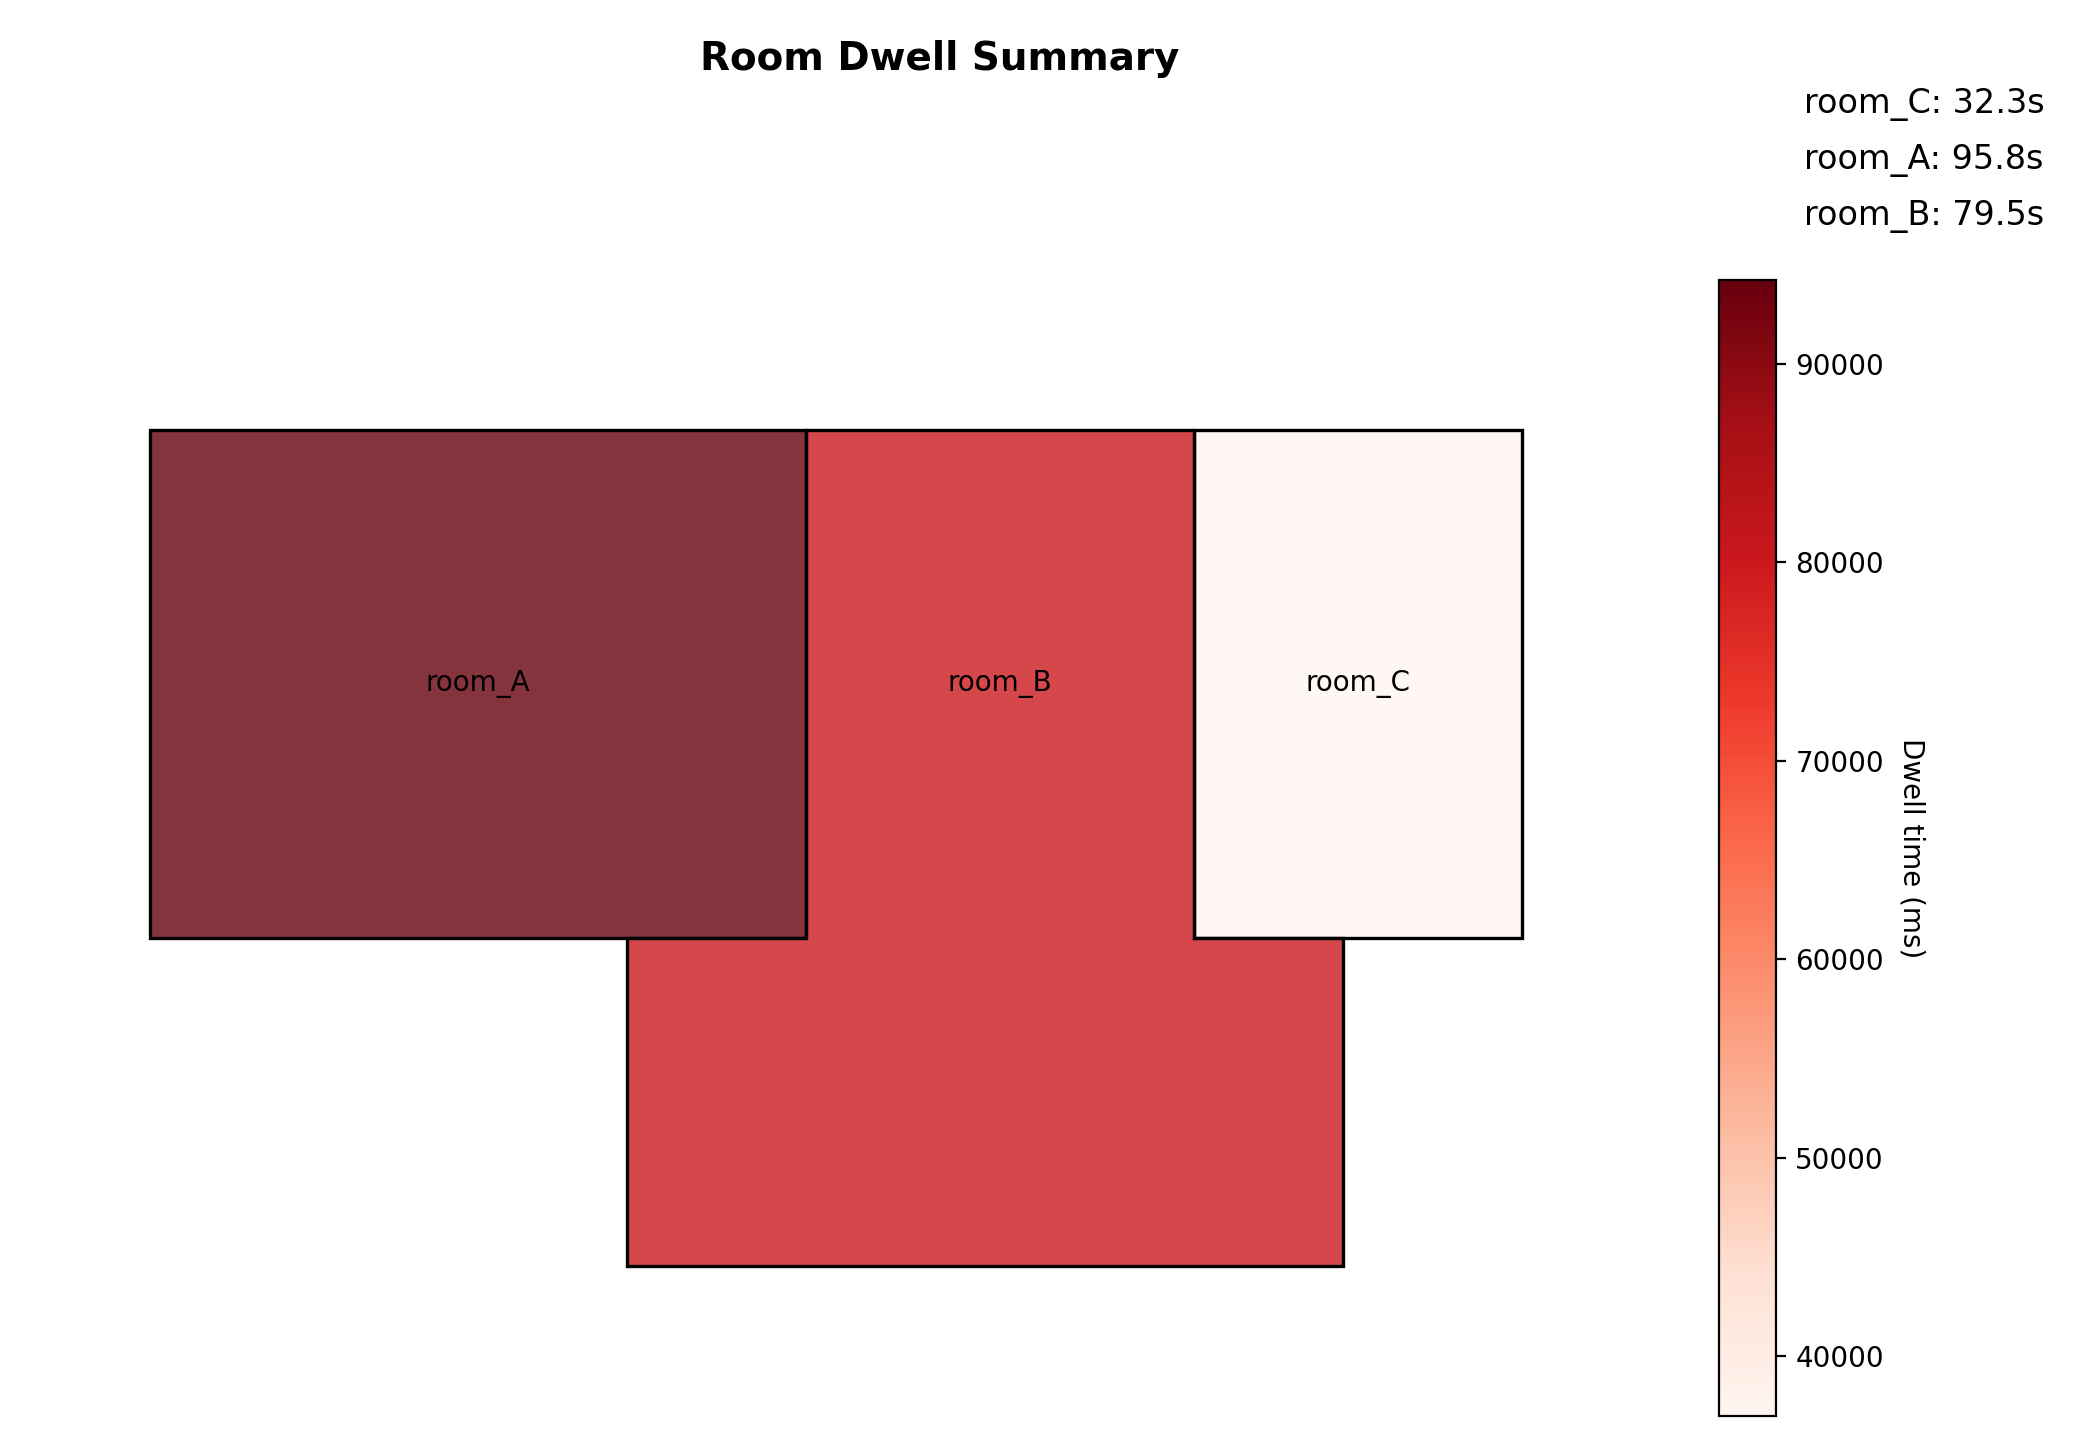 Room Dwell Summary
room_C: 32.3s
room_A: 95.8s
room_B: 79.5s
room_A
room_B
room_C
90000
80000
70000
60000
50000
40000
Dwell time (ms)